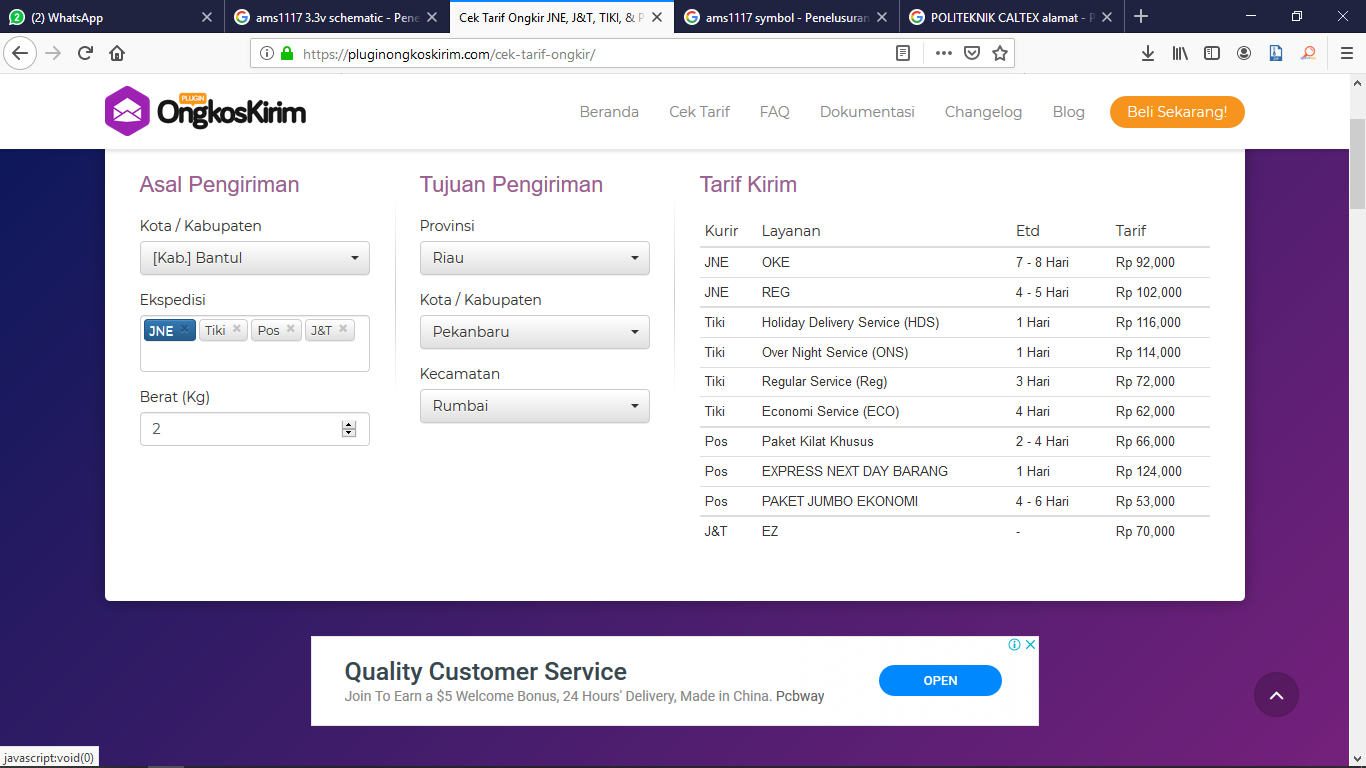 (2) WhatsApp
ams1117 3.3v schematic - Pene
Cek Tarif Ongkir JNE, J&T, TIKI, & P
ams1117 symbol - Penelusuran
POLITEKNIK CALTEX alamat - P
https://pluginongkoskirim.com/cek-tarif-ongkir/
PLUGIN
OngkosKirim
Beranda
Cek Tarif
FAQ
Dokumentasi
Changelog
Blog
Beli Sekarang!
Asal Pengiriman
Kota / Kabupaten
[Kab.] Bantul
Ekspedisi
JNE × Tiki × Pos × J&T ×
Berat (Kg)
2
Tujuan Pengiriman
Provinsi
Riau
Kota / Kabupaten
Pekanbaru
Kecamatan
Rumbai
Tarif Kirim
Kurir Layanan Etd Tarif
JNE OKE 7 - 8 Hari Rp 92,000
JNE REG 4 - 5 Hari Rp 102,000
Tiki Holiday Delivery Service (HDS) 1 Hari Rp 116,000
Tiki Over Night Service (ONS) 1 Hari Rp 114,000
Tiki Regular Service (Reg) 3 Hari Rp 72,000
Tiki Economi Service (ECO) 4 Hari Rp 62,000
Pos Paket Kilat Khusus 2 - 4 Hari Rp 66,000
Pos EXPRESS NEXT DAY BARANG 1 Hari Rp 124,000
Pos PAKET JUMBO EKONOMI 4 - 6 Hari Rp 53,000
J&T EZ - Rp 70,000
Quality Customer Service
Join To Earn a $5 Welcome Bonus, 24 Hours' Delivery, Made in China. Pcbway
OPEN
javascript:void(0)